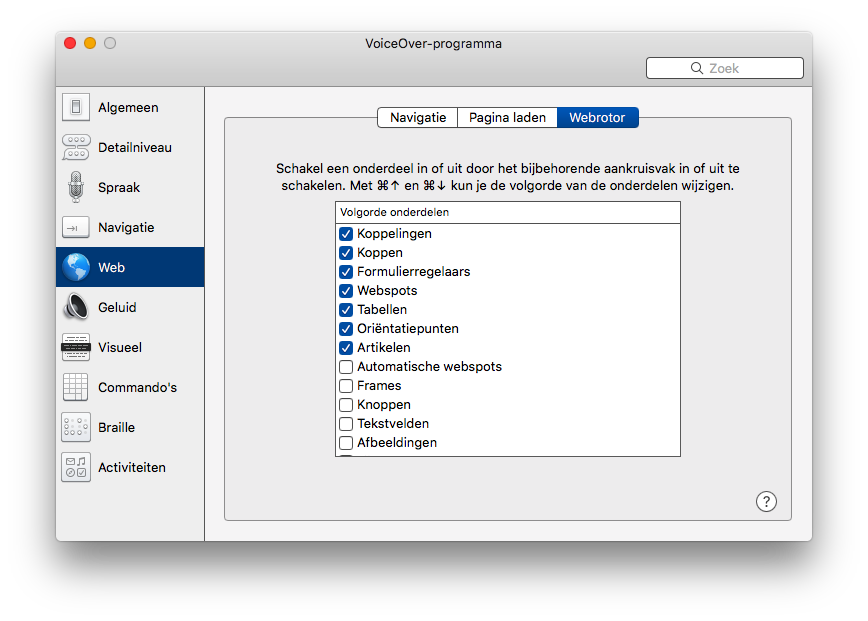 VoiceOver-programma
Zoek
Algemeen
Detailniveau
Spraak
Navigatie
Web
Geluid
Visueel
Commando's
Braille
Activiteiten
Navigatie
Pagina laden
Webrotor
Schakel een onderdeel in of uit door het bijbehorende aankruisvak in of uit te
schakelen. Met ⌘↑ en ⌘↓ kun je de volgorde van de onderdelen wijzigen.
Volgorde onderdelen
Koppelingen
Koppen
Formulierregelaars
Webspots
Tabellen
Oriëntatiepunten
Artikelen
Automatische webspots
Frames
Knoppen
Tekstvelden
Afbeeldingen
?